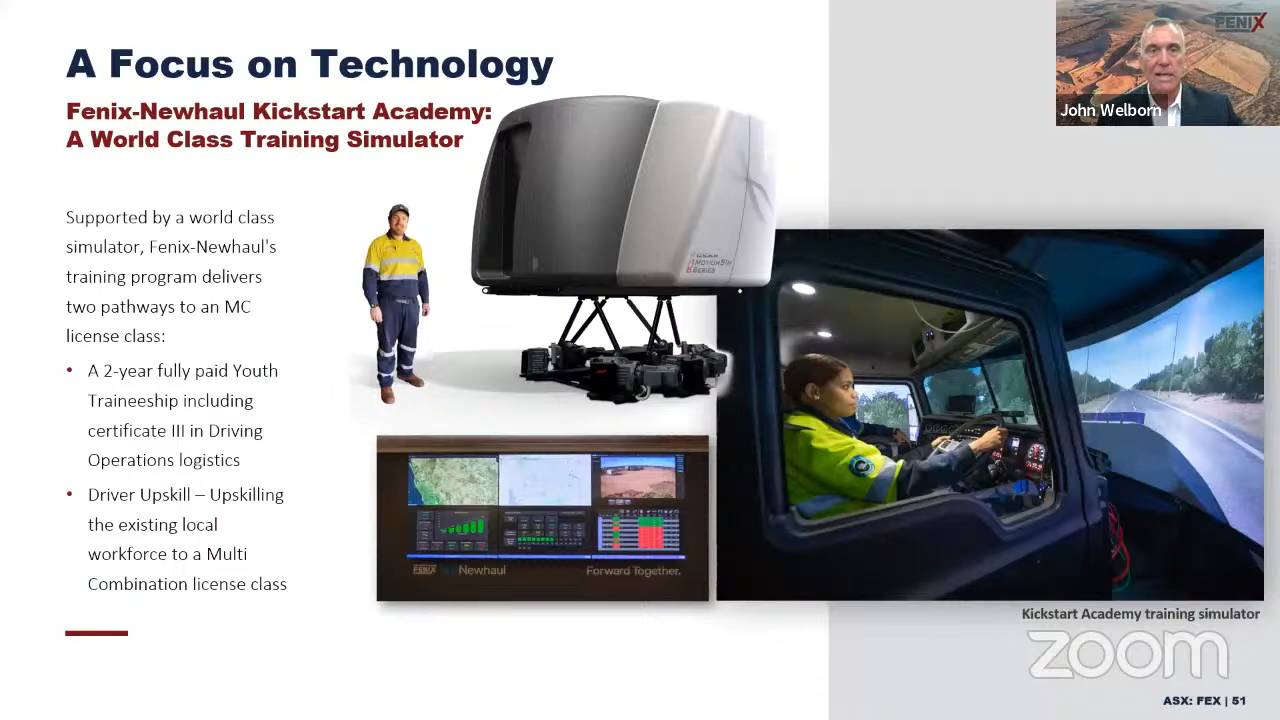 A Focus on Technology
Fenix-Newhaul Kickstart Academy:
A World Class Training Simulator
Supported by a world class
simulator, Fenix-Newhaul's
training program delivers
two pathways to an MC
license class:
• A 2-year fully paid Youth
Traineeship including
certificate III in Driving
Operations logistics
• Driver Upskill – Upskilling
the existing local
workforce to a Multi
Combination license class
MOTIONSIM
SERIES
FENIX
Newhaul
Forward Together.
FENIX
John Welborn
Kickstart Academy training simulator
zoom
ASX: FEX | 51